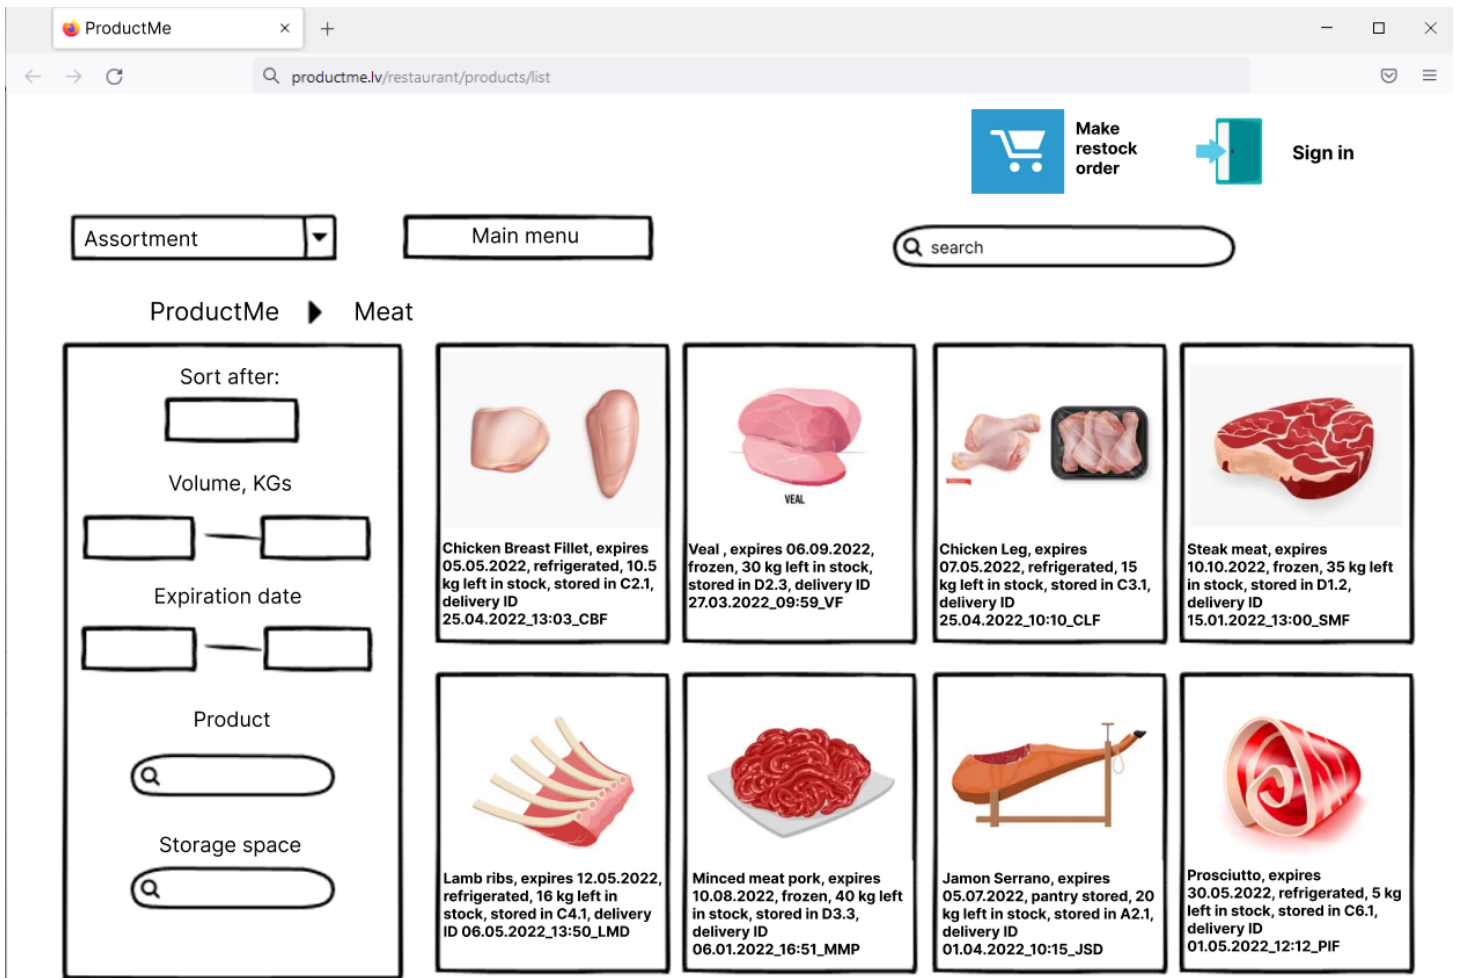 ProductMe
productme.lv/restaurant/products/list
Make
restock
order
Sign in
Assortment
Main menu
search
ProductMe
Meat
Sort after:
Volume, KGs
Expiration date
Product
Storage space
VEAL
Chicken Breast Fillet, expires
05.05.2022, refrigerated, 10.5
kg left in stock, stored in C2.1,
delivery ID
25.04.2022_13:03_CBF
Veal , expires 06.09.2022,
frozen, 30 kg left in stock,
stored in D2.3, delivery ID
27.03.2022_09:59_VF
Chicken Leg, expires
07.05.2022, refrigerated, 15
kg left in stock, stored in C3.1,
delivery ID
25.04.2022_10:10_CLF
Steak meat, expires
10.10.2022, frozen, 35 kg left
in stock, stored in D1.2,
delivery ID
15.01.2022_13:00_SMF
Lamb ribs, expires 12.05.2022,
refrigerated, 16 kg left in
stock, stored in C4.1, delivery
ID 06.05.2022_13:50_LMD
Minced meat pork, expires
10.08.2022, frozen, 40 kg left
in stock, stored in D3.3,
delivery ID
06.01.2022_16:51_MMP
Jamon Serrano, expires
05.07.2022, pantry stored, 20
kg left in stock, stored in A2.1,
delivery ID
01.04.2022_10:15_JSD
Prosciutto, expires
30.05.2022, refrigerated, 5 kg
left in stock, stored in C6.1,
delivery ID
01.05.2022_12:12_PIF